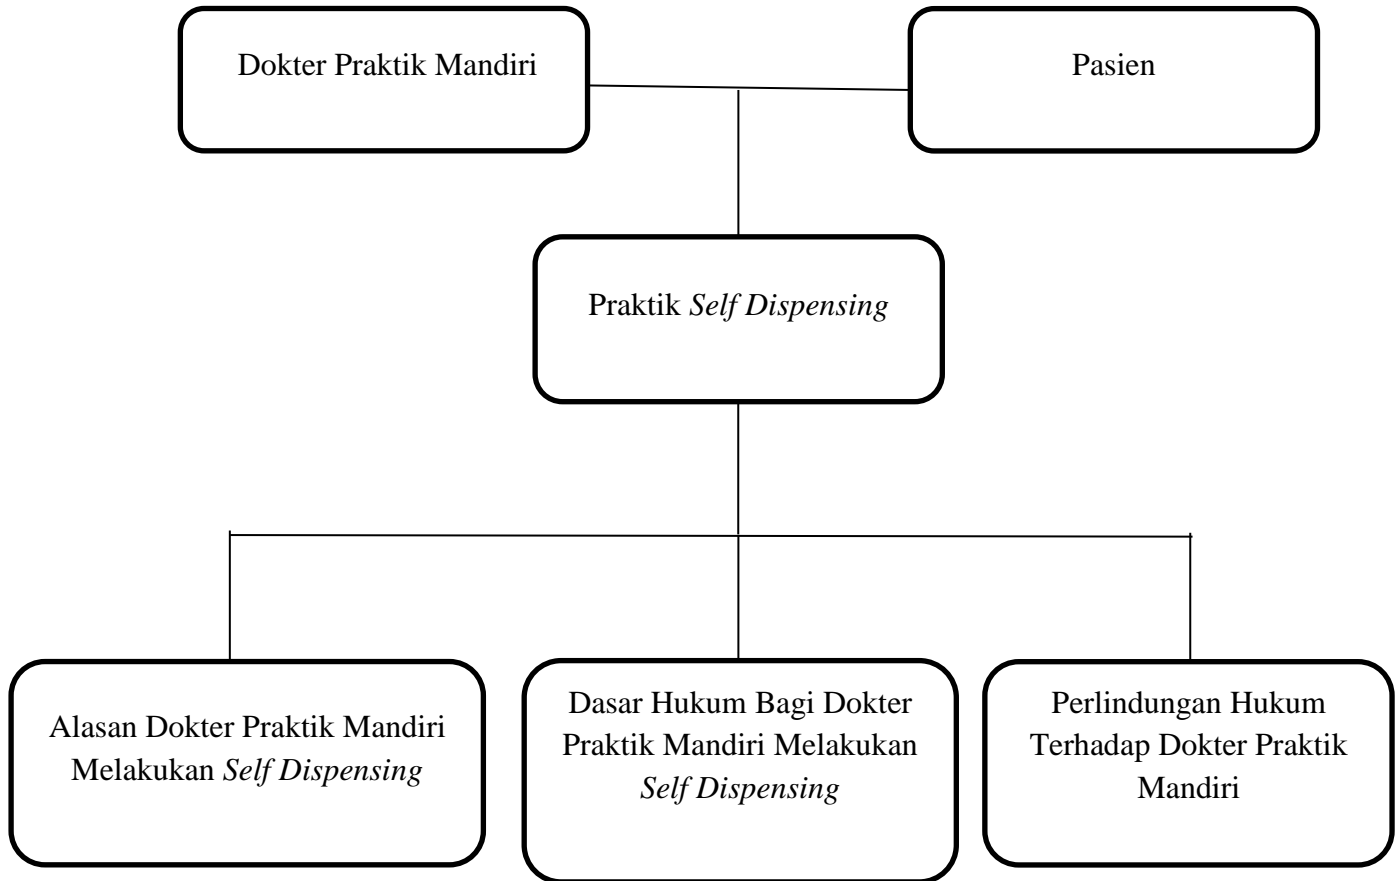 Dokter Praktik Mandiri
Pasien
Praktik Self Dispensing
Alasan Dokter Praktik Mandiri
Melakukan Self Dispensing
Dasar Hukum Bagi Dokter
Praktik Mandiri Melakukan
Self Dispensing
Perlindungan Hukum
Terhadap Dokter Praktik
Mandiri